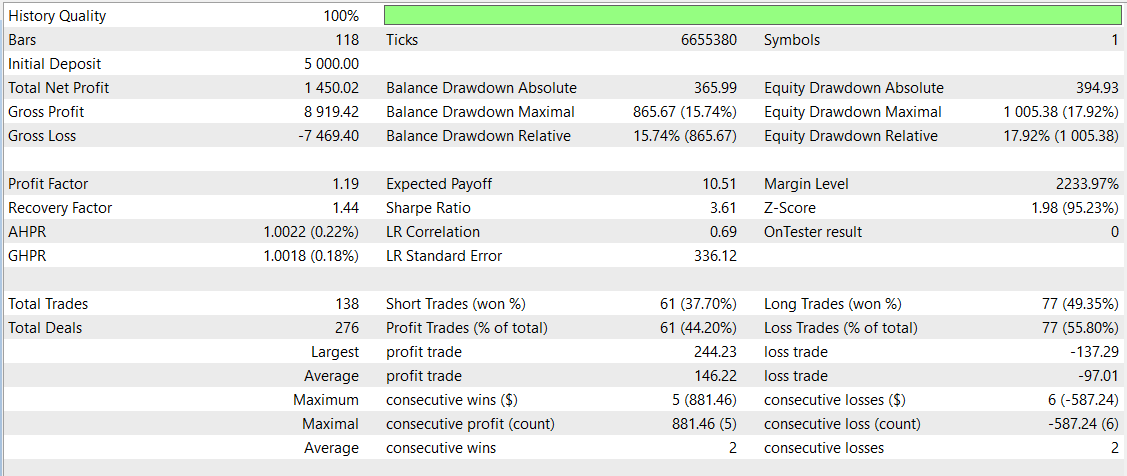 History Quality 100%
Bars 118 Ticks 6655380 Symbols 1
Initial Deposit 5 000.00
Total Net Profit 1 450.02 Balance Drawdown Absolute 365.99 Equity Drawdown Absolute 394.93
Gross Profit 8 919.42 Balance Drawdown Maximal 865.67 (15.74%) Equity Drawdown Maximal 1 005.38 (17.92%)
Gross Loss -7 469.40 Balance Drawdown Relative 15.74% (865.67) Equity Drawdown Relative 17.92% (1 005.38)
Profit Factor 1.19 Expected Payoff 10.51 Margin Level 2233.97%
Recovery Factor 1.44 Sharpe Ratio 3.61 Z-Score 1.98 (95.23%)
AHPR 1.0022 (0.22%) LR Correlation 0.69 OnTester result 0
GHPR 1.0018 (0.18%) LR Standard Error 336.12
Total Trades 138 Short Trades (won %) 61 (37.70%) Long Trades (won %) 77 (49.35%)
Total Deals 276 Profit Trades (% of total) 61 (44.20%) Loss Trades (% of total) 77 (55.80%)
Largest profit trade 244.23 loss trade -137.29
Average profit trade 146.22 loss trade -97.01
Maximum consecutive wins ($) 5 (881.46) consecutive losses ($) 6 (-587.24)
Maximal consecutive profit (count) 881.46 (5) consecutive loss (count) -587.24 (6)
Average consecutive wins 2 consecutive losses 2